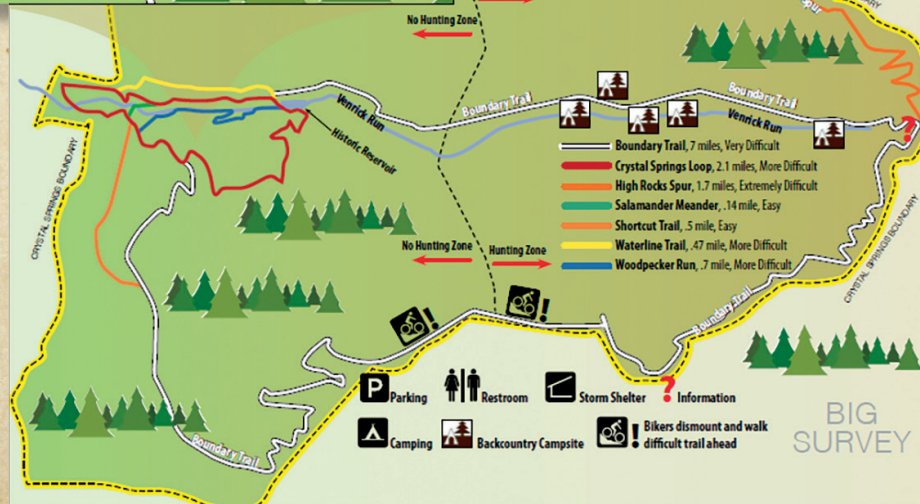 No Hunting Zone
Boundary Trail
Boundary Trail
Venrick Run
Venrick Run
Historic Reservoir
CRYSTAL SPRINGS BOUNDARY
Boundary Trail, 7 miles, Very Difficult
Crystal Springs Loop, 2.1 miles, More Difficult
High Rocks Spur, 1.7 miles, Extremely Difficult
Salamander Meander, .14 mile, Easy
Shortcut Trail, .5 mile, Easy
Waterline Trail, .47 mile, More Difficult
Woodpecker Run, .7 mile, More Difficult
No Hunting Zone
Hunting Zone
CRYSTAL SPRINGS BOUNDARY
Boundary Trail
P Parking
Restroom
Storm Shelter
? Information
Camping
Backcountry Campsite
! Bikers dismount and walk
difficult trail ahead
BIG
SURVEY
Boundary Trail